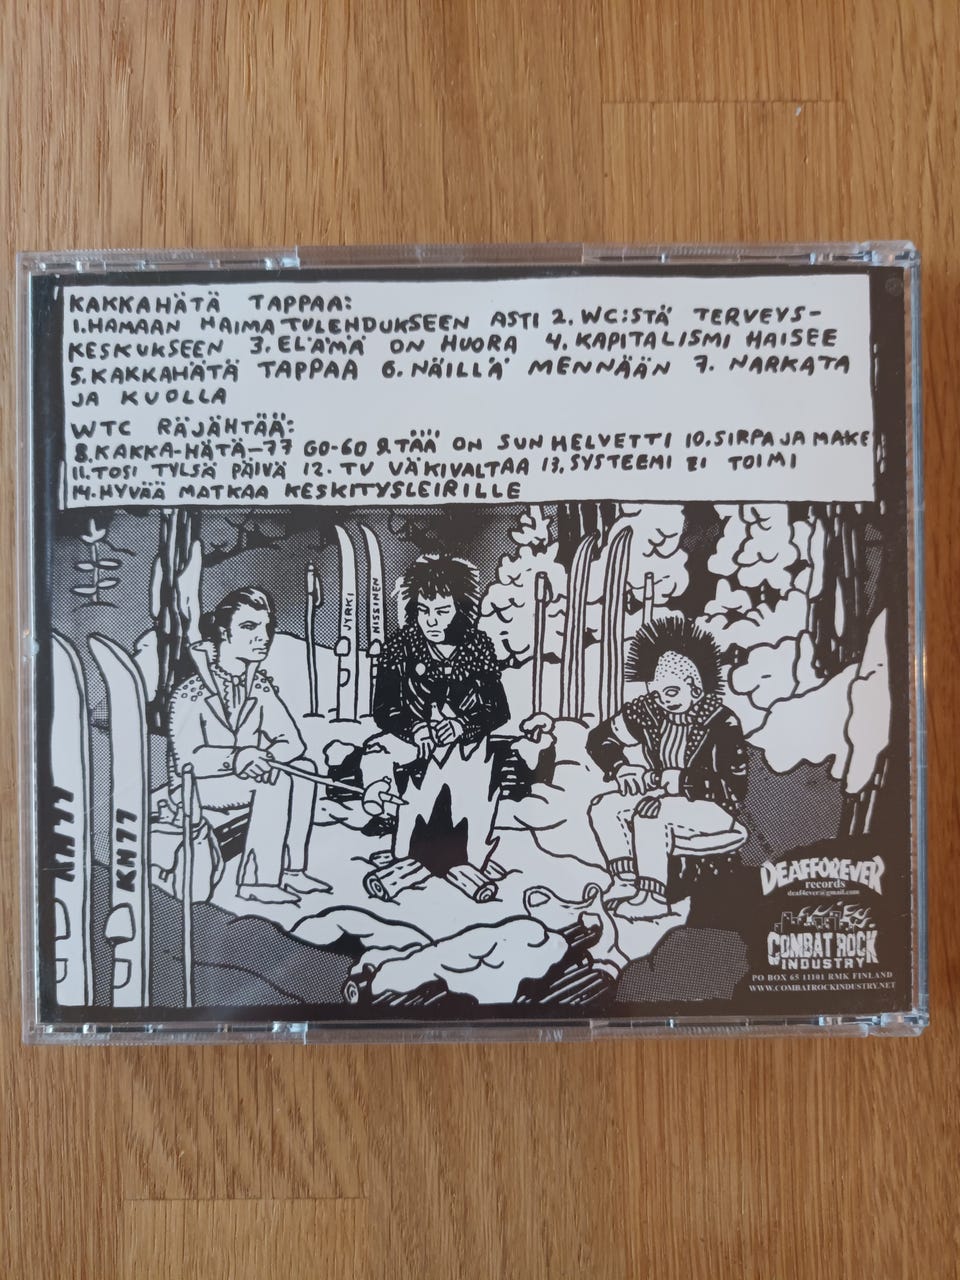 KAKKAHÄTÄ TAPPAA:
1.HAMAAN HAIMATULEHDUKSEEN ASTI 2.WC:STÄ TERVEYS-
KESKUKSEEN 3.ELÄMÄ ON HUORA 4.KAPITALISMI HAISEE
5.KAKKAHÄTÄ TAPPAA 6.NÄILLÄ MENNÄÄN 7.NARKATA
JA KUOLLA
WTC RÄJÄHTÄÄ:
8.KAKKA-HÄTÄ-77 GO-GO 9.TÄÄ ON SUN HELVETTI 10.SIRPA JA MAKE
11.TOSI TYLSÄ PÄIVÄ 12.TV VÄKIVALTAA 13.SYSTEEMI EI TOIMI
14.HYVÄÄ MATKAA KESKITYSLEIRILLE
JYRKI
NISSINEN
KH77
KH77
DEAFFOREVER
records
deaf4ever@gmail.com
COMBAT ROCK
INDUSTRY
PO BOX 65 11101 RMK FINLAND
WWW.COMBATROCKINDUSTRY.NET